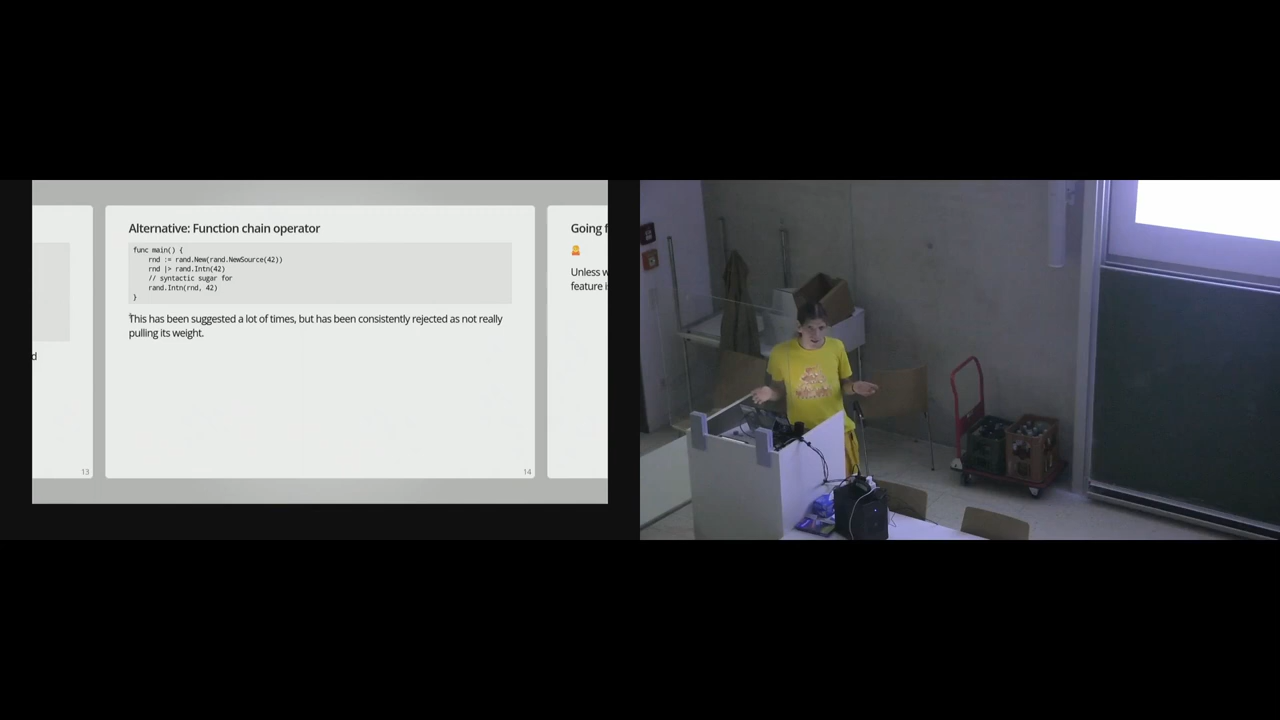 d
13
Alternative: Function chain operator
func main() {
rnd := rand.New(rand.NewSource(42))
rnd |> rand.Intn(42)
// syntactic sugar for
rand.Intn(rnd, 42)
}
This has been suggested a lot of times, but has been consistently rejected as not really
pulling its weight.
14
Going f
Unless w
feature i